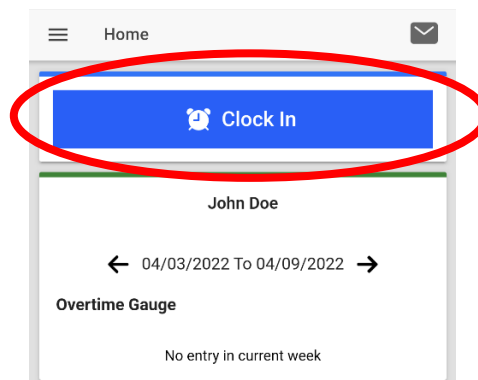 Home
Clock In
John Doe
04/03/2022 To 04/09/2022
Overtime Gauge
No entry in current week